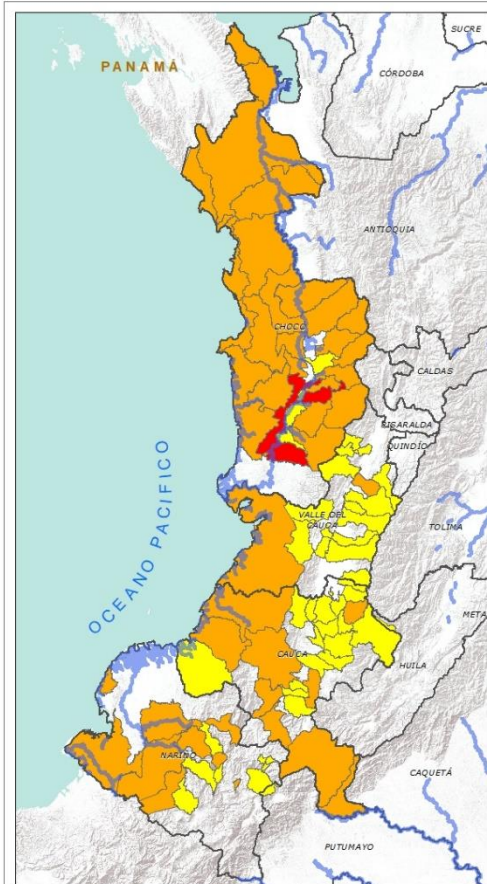 SUCRE
PANAMÁ
CÓRDOBA
ANTIOQUIA
CHOCÓ
CALDAS
RISARALDA
QUINDÍO
OCEANO PACÍFICO
VALLE DEL
CAUCA
TOLIMA
META
CAUCA
HUILA
NARIÑO
CAQUETÁ
PUTUMAYO